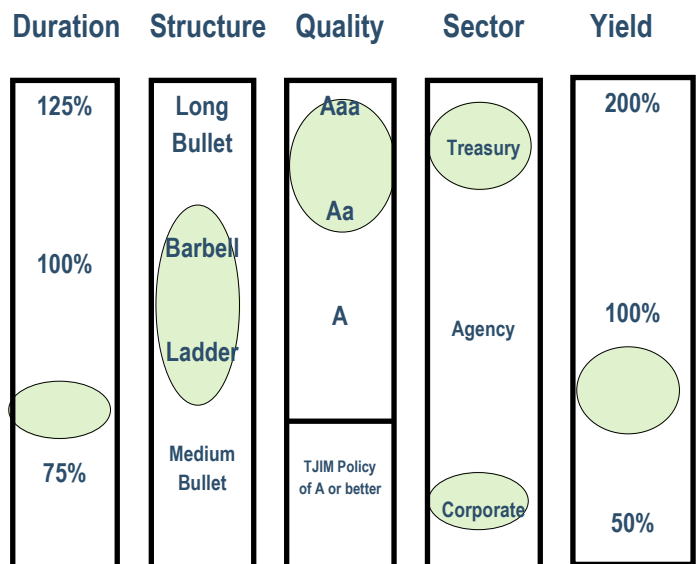 Duration Structure Quality Sector Yield
125%
100%
75%
Long
Bullet
Barbell
Ladder
Medium
Bullet
Aaa
Aa
A
TJIM Policy
of A or better
Treasury
Agency
Corporate
200%
100%
50%